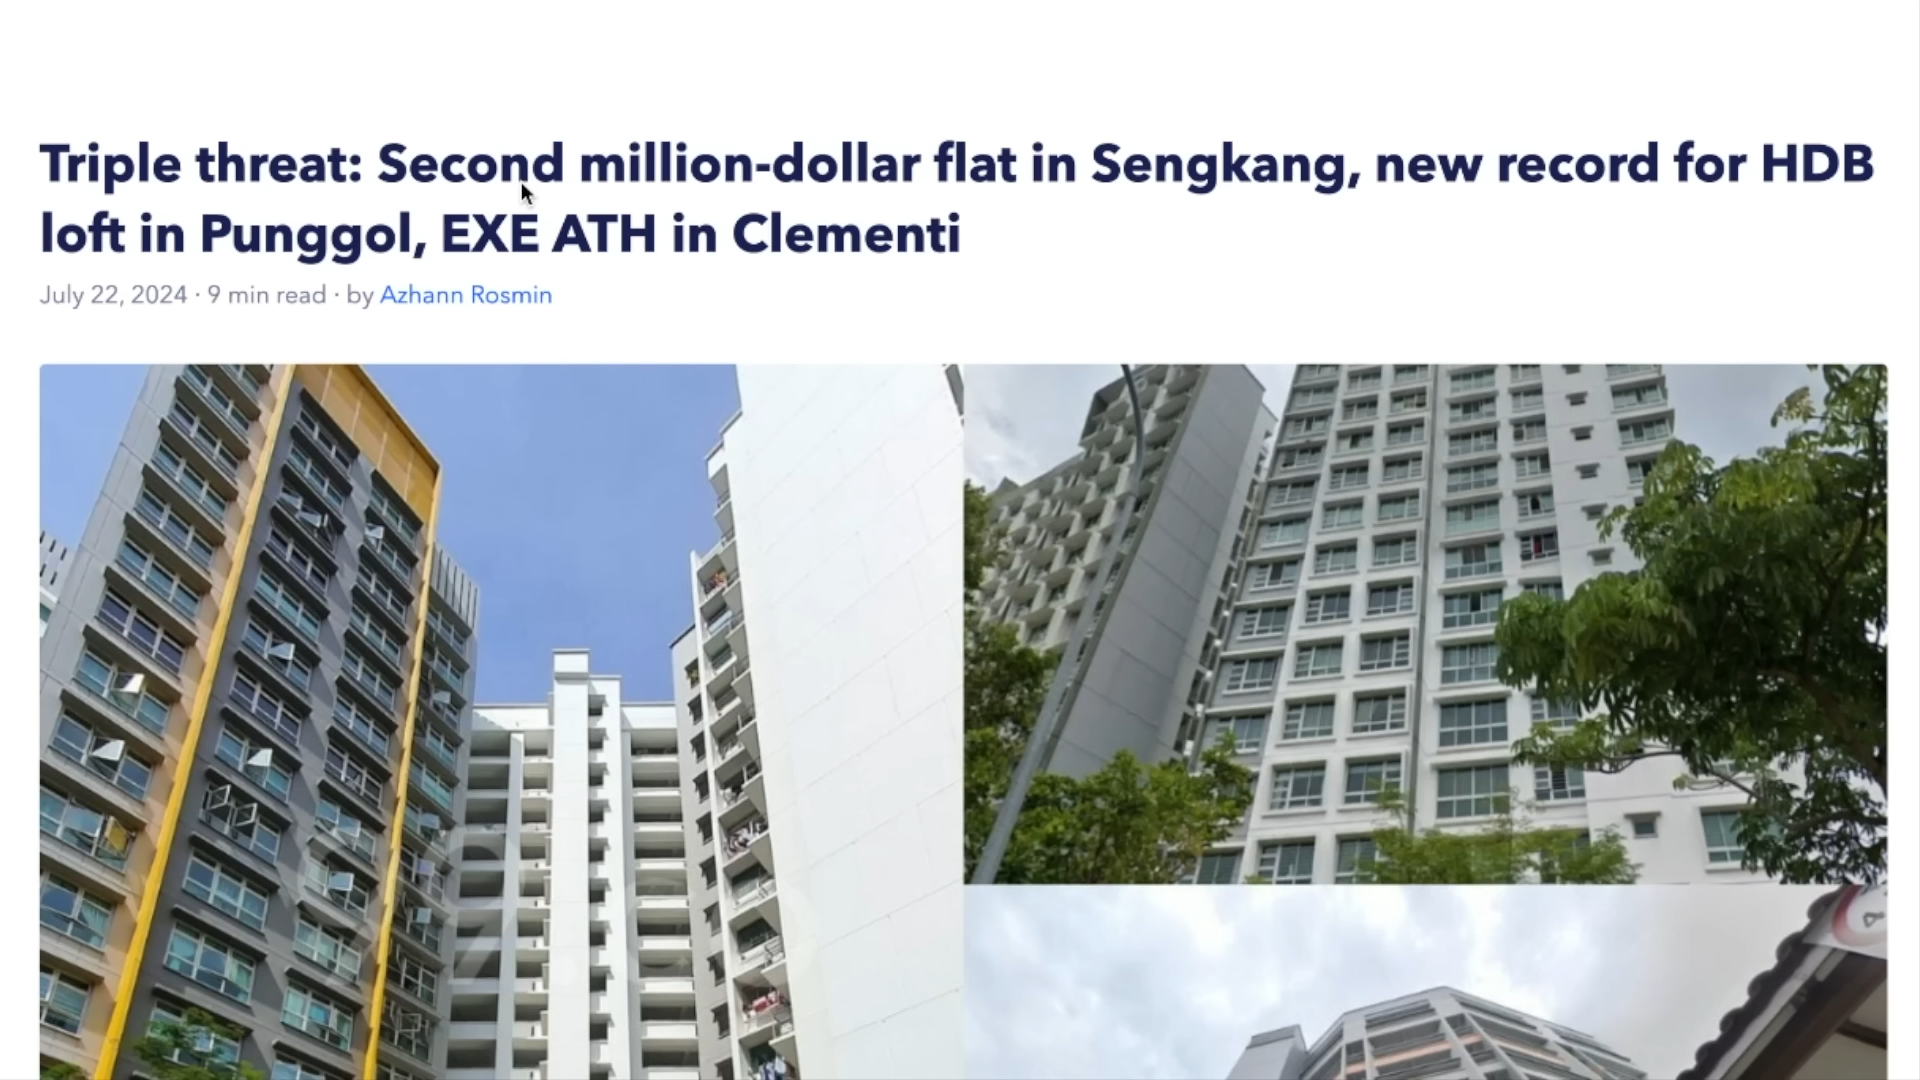 Triple threat: Second million-dollar flat in Sengkang, new record for HDB
loft in Punggol, EXE ATH in Clementi
July 22, 2024 · 9 min read · by Azhann Rosmin